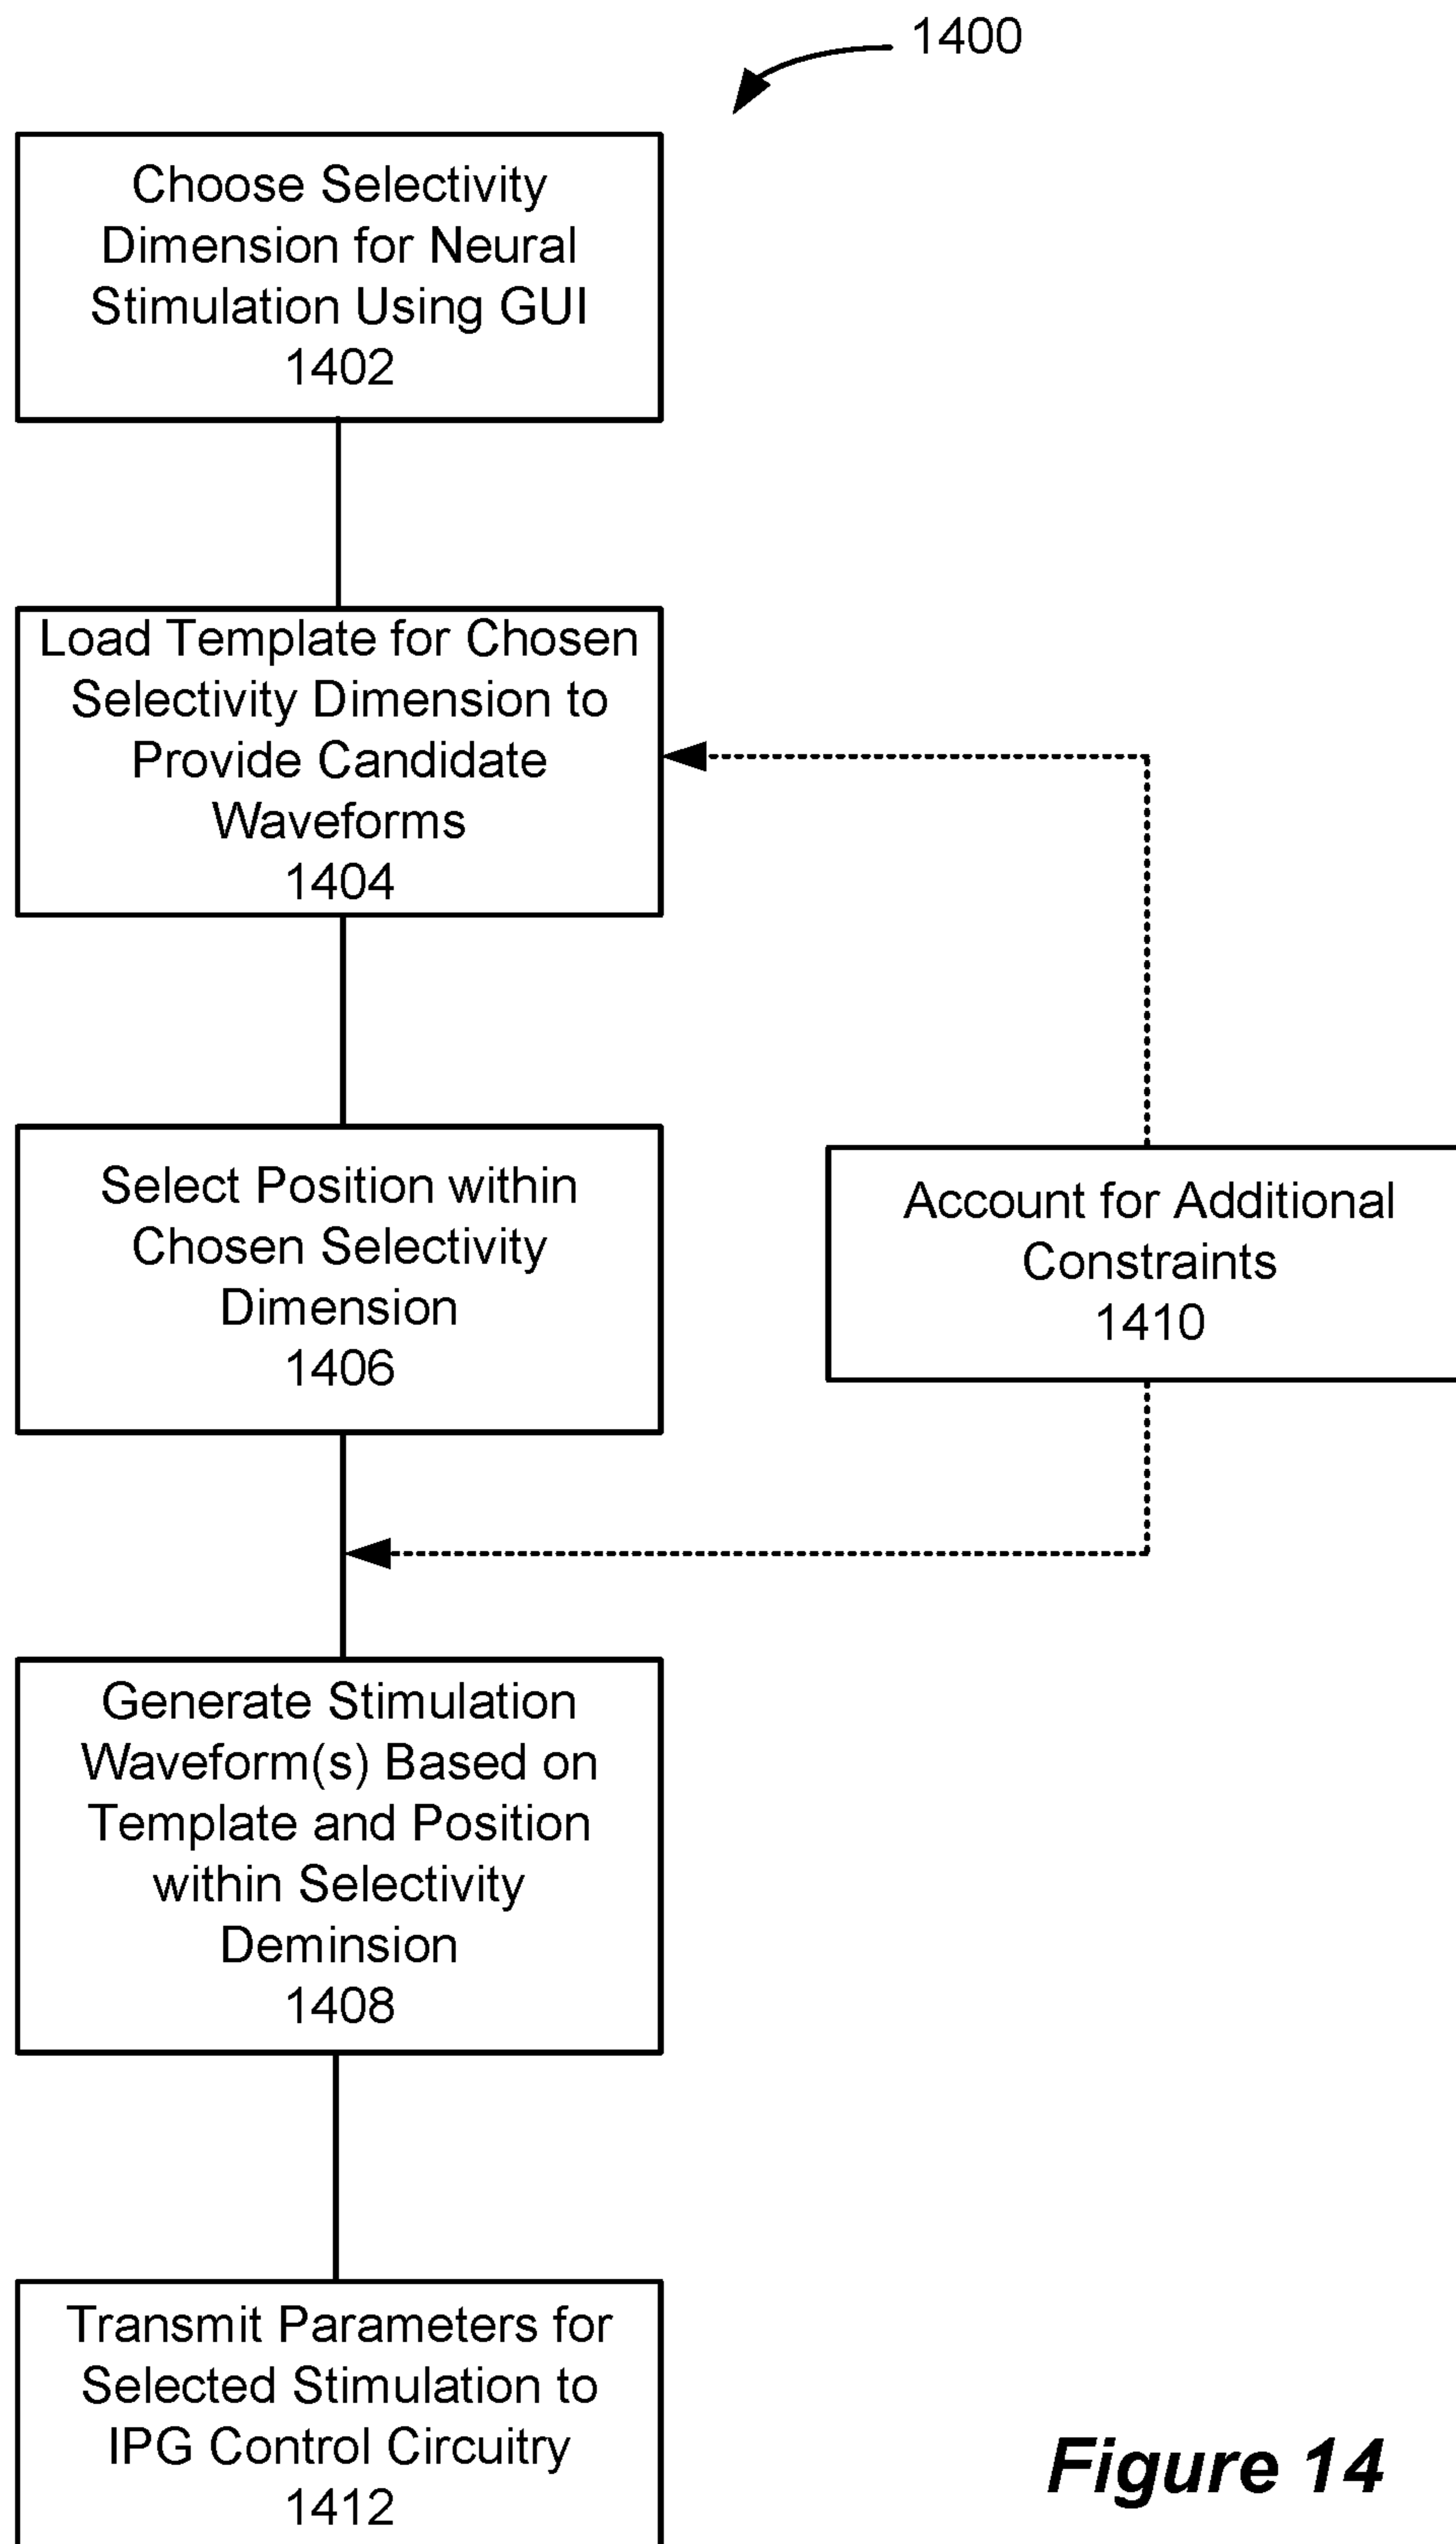 1400
Choose Selectivity
Dimension for Neural
Stimulation Using GUI
1402
Load Template for Chosen
Selectivity Dimension to
Provide Candidate
Waveforms
1404
Select Position within
Chosen Selectivity
Dimension
1406
Account for Additional
Constraints
1410
Generate Stimulation
Waveform(s) Based on
Template and Position
within Selectivity
Deminsion
1408
Transmit Parameters for
Selected Stimulation to
IPG Control Circuitry
1412
Figure 14